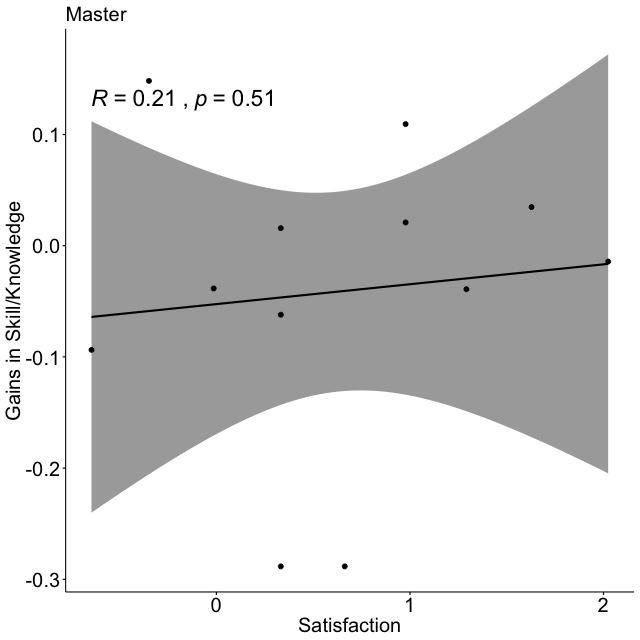 Master
R = 0.21 , p = 0.51
Gains in Skill/Knowledge
0.1
0.0
-0.1
-0.2
-0.3
0 1 2
Satisfaction